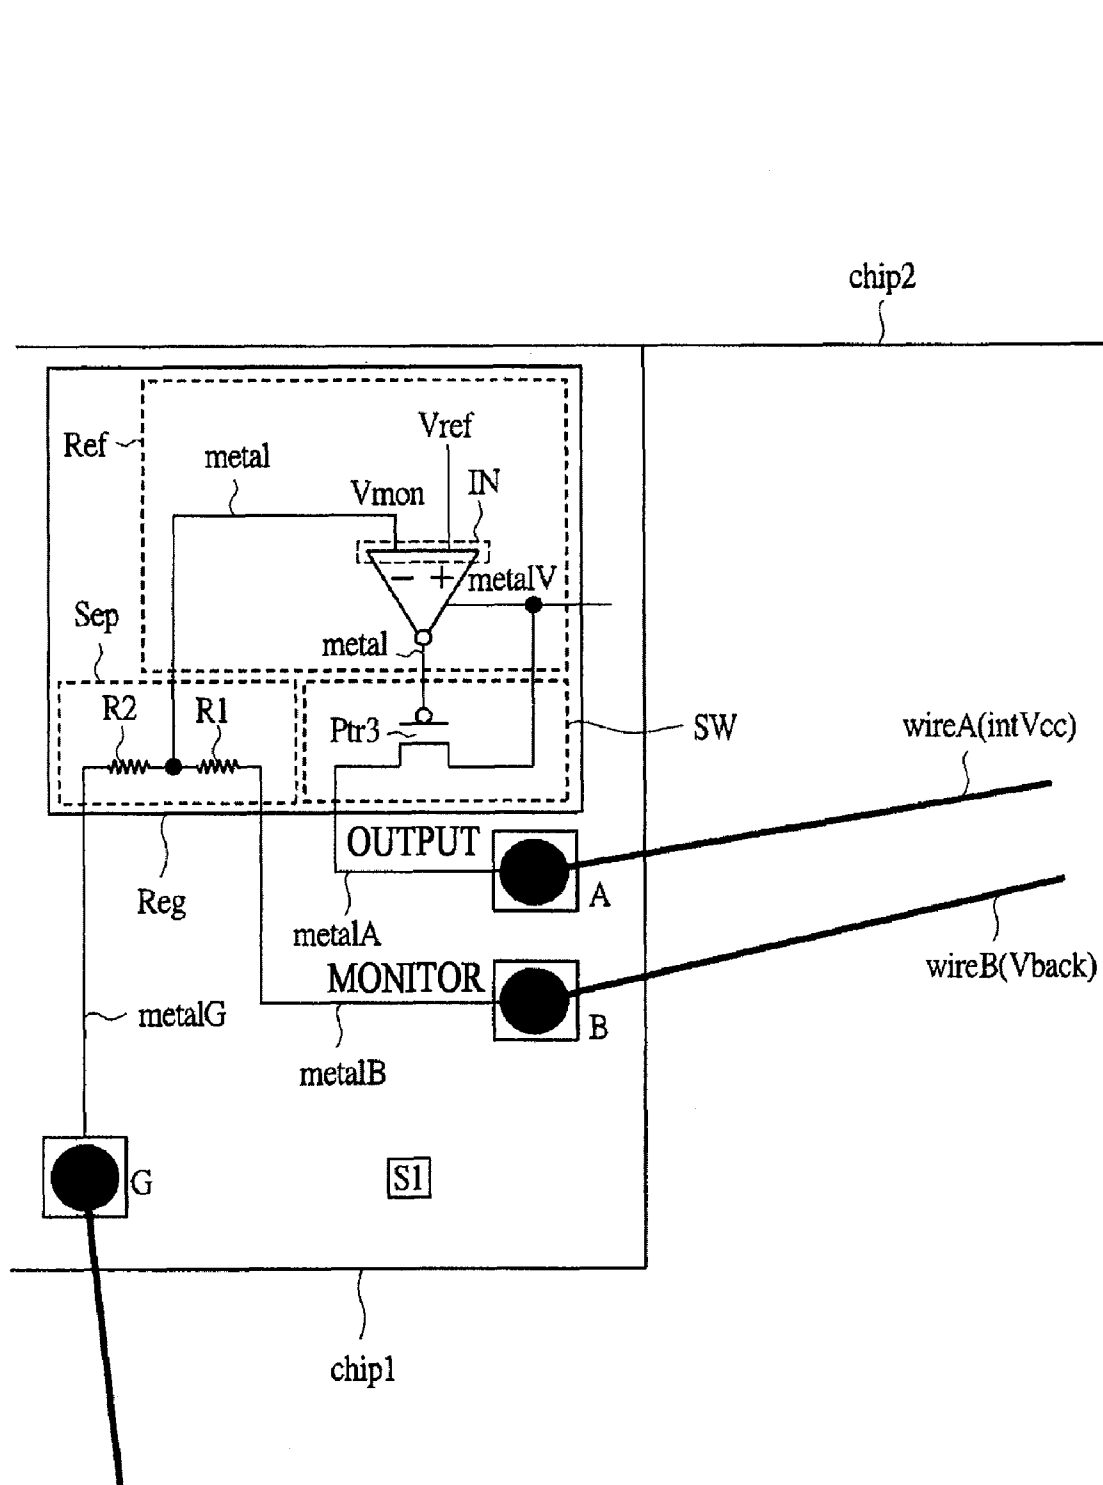 chip2
Ref
metal
Vref
Vmon
IN
− +
metalV
Sep
metal
R2
R1
Ptr3
SW
wireA(intVcc)
OUTPUT
A
Reg
metalA
MONITOR
wireB(Vback)
B
metalG
metalB
G
S1
chip1